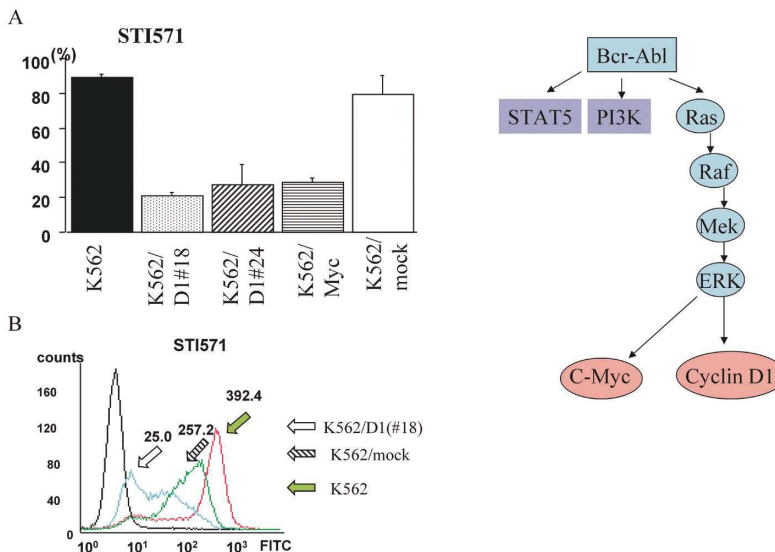 A
STI571
(%)
100
80
60
40
20
0
K562
K562/
D1#18
K562/
D1#24
K562/
Myc
K562/
mock
Bcr-Abl
STAT5
PI3K
Ras
Raf
Mek
ERK
C-Myc
Cyclin D1
B
STI571
counts
160
120
80
40
0
392.4
257.2
25.0
10⁰
10¹
10²
10³
FITC
K562/D1(#18)
K562/mock
K562